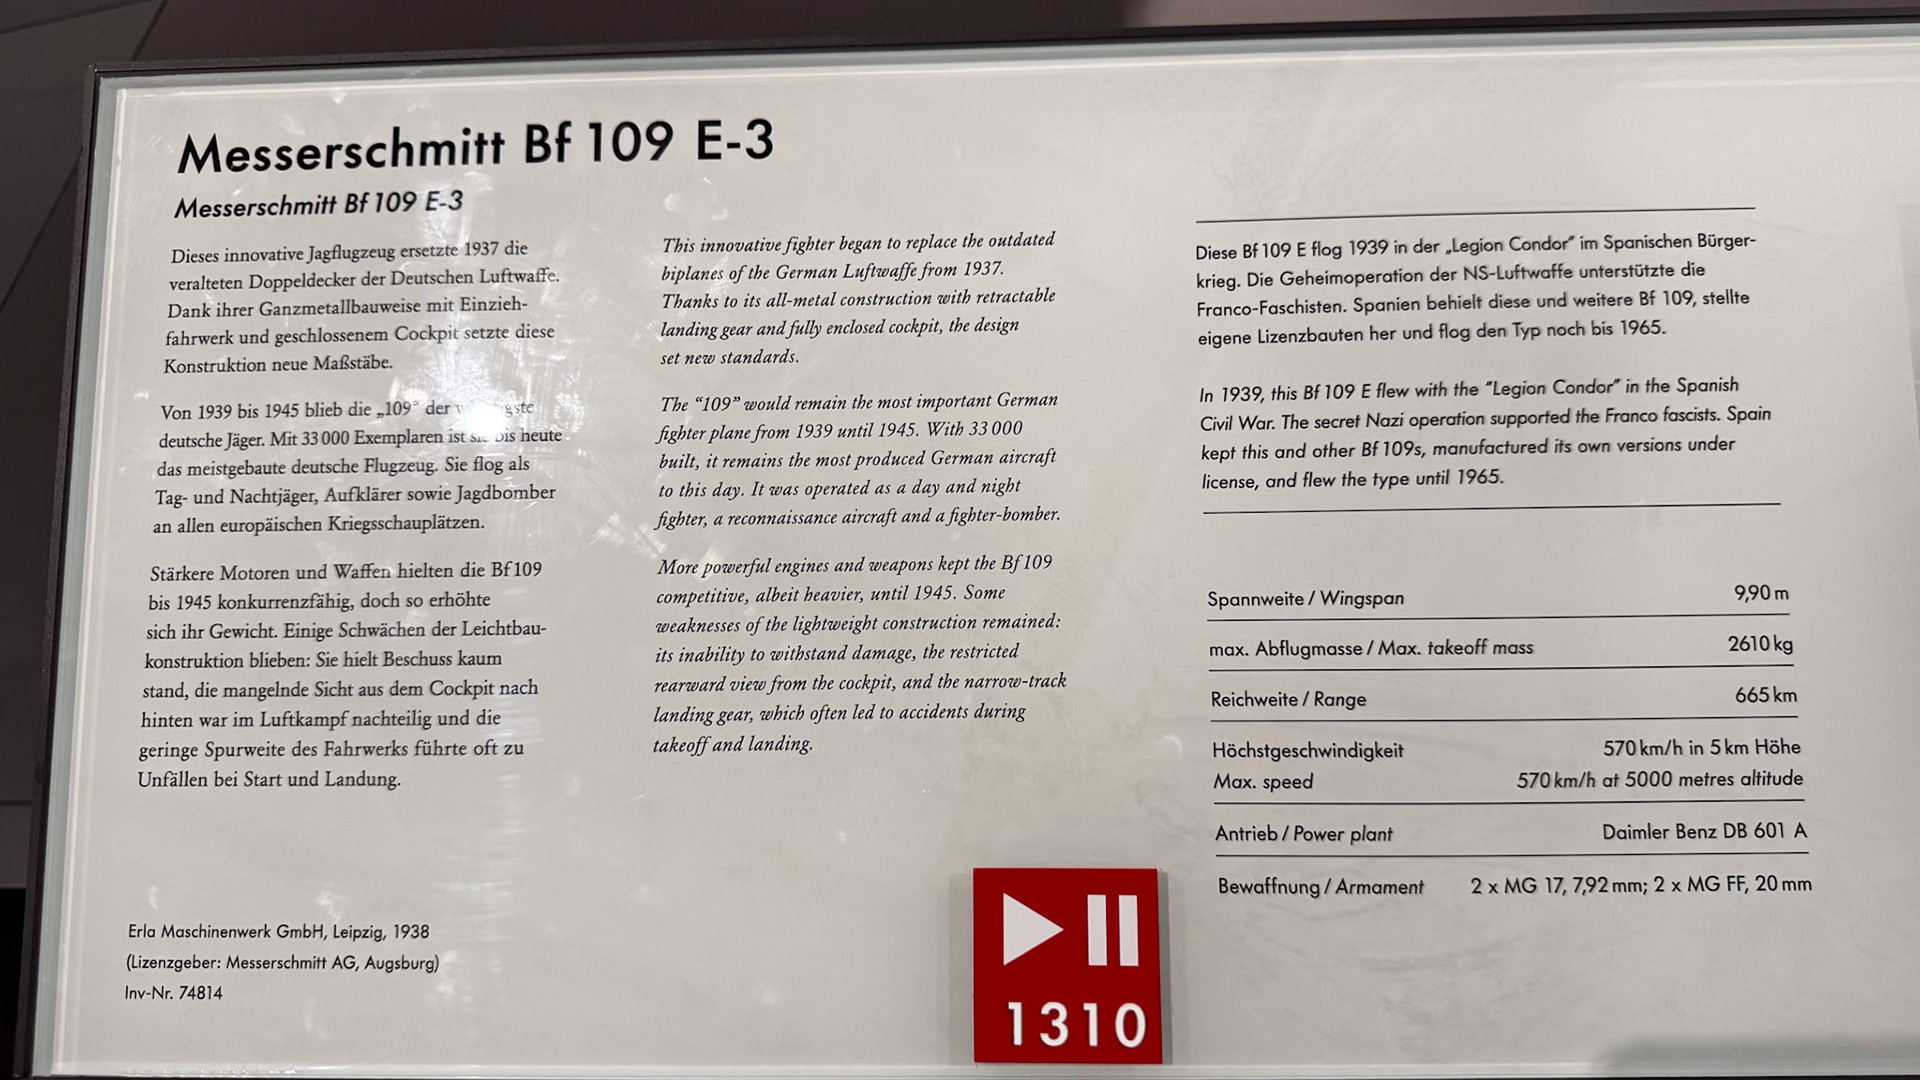 Messerschmitt Bf 109 E-3
Messerschmitt Bf 109 E-3
Dieses innovative Jagflugzeug ersetzte 1937 die
veralteten Doppeldecker der Deutschen Luftwaffe.
Dank ihrer Ganzmetallbauweise mit Einzieh-
fahrwerk und geschlossenem Cockpit setzte diese
Konstruktion neue Maßstäbe.
Von 1939 bis 1945 blieb die „109“ der
deutsche Jäger. Mit 33 000 Exemplaren ist sie bis heute
das meistgebaute deutsche Flugzeug. Sie flog als
Tag- und Nachtjäger, Aufklärer sowie Jagdbomber
an allen europäischen Kriegsschauplätzen.
Stärkere Motoren und Waffen hielten die Bf 109
bis 1945 konkurrenzfähig, doch so erhöhte
sich ihr Gewicht. Einige Schwächen der Leichtbau-
konstruktion blieben: Sie hielt Beschuss kaum
stand, die mangelnde Sicht aus dem Cockpit nach
hinten war im Luftkampf nachteilig und die
geringe Spurweite des Fahrwerks führte oft zu
Unfällen bei Start und Landung.
Erla Maschinenwerk GmbH, Leipzig, 1938
(Lizenzgeber: Messerschmitt AG, Augsburg)
Inv-Nr. 74814
This innovative fighter began to replace the outdated
biplanes of the German Luftwaffe from 1937.
Thanks to its all-metal construction with retractable
landing gear and fully enclosed cockpit, the design
set new standards.
The “109” would remain the most important German
fighter plane from 1939 until 1945. With 33 000
built, it remains the most produced German aircraft
to this day. It was operated as a day and night
fighter, a reconnaissance aircraft and a fighter-bomber.
More powerful engines and weapons kept the Bf 109
competitive, albeit heavier, until 1945. Some
weaknesses of the lightweight construction remained:
its inability to withstand damage, the restricted
rearward view from the cockpit, and the narrow-track
landing gear, which often led to accidents during
takeoff and landing.
1310
Diese Bf 109 E flog 1939 in der „Legion Condor“ im Spanischen Bürger-
krieg. Die Geheimoperation der NS-Luftwaffe unterstützte die
Franco-Faschisten. Spanien behielt diese und weitere Bf 109, stellte
eigene Lizenzbauten her und flog den Typ noch bis 1965.
In 1939, this Bf 109 E flew with the “Legion Condor” in the Spanish
Civil War. The secret Nazi operation supported the Franco fascists. Spain
kept this and other Bf 109s, manufactured its own versions under
license, and flew the type until 1965.
Spannweite / Wingspan 9,90 m
max. Abflugmasse / Max. takeoff mass 2610 kg
Reichweite / Range 665 km
Höchstgeschwindigkeit 570 km/h in 5 km Höhe
Max. speed 570 km/h at 5000 metres altitude
Antrieb / Power plant Daimler Benz DB 601 A
Bewaffnung / Armament 2 x MG 17, 7,92 mm; 2 x MG FF, 20 mm